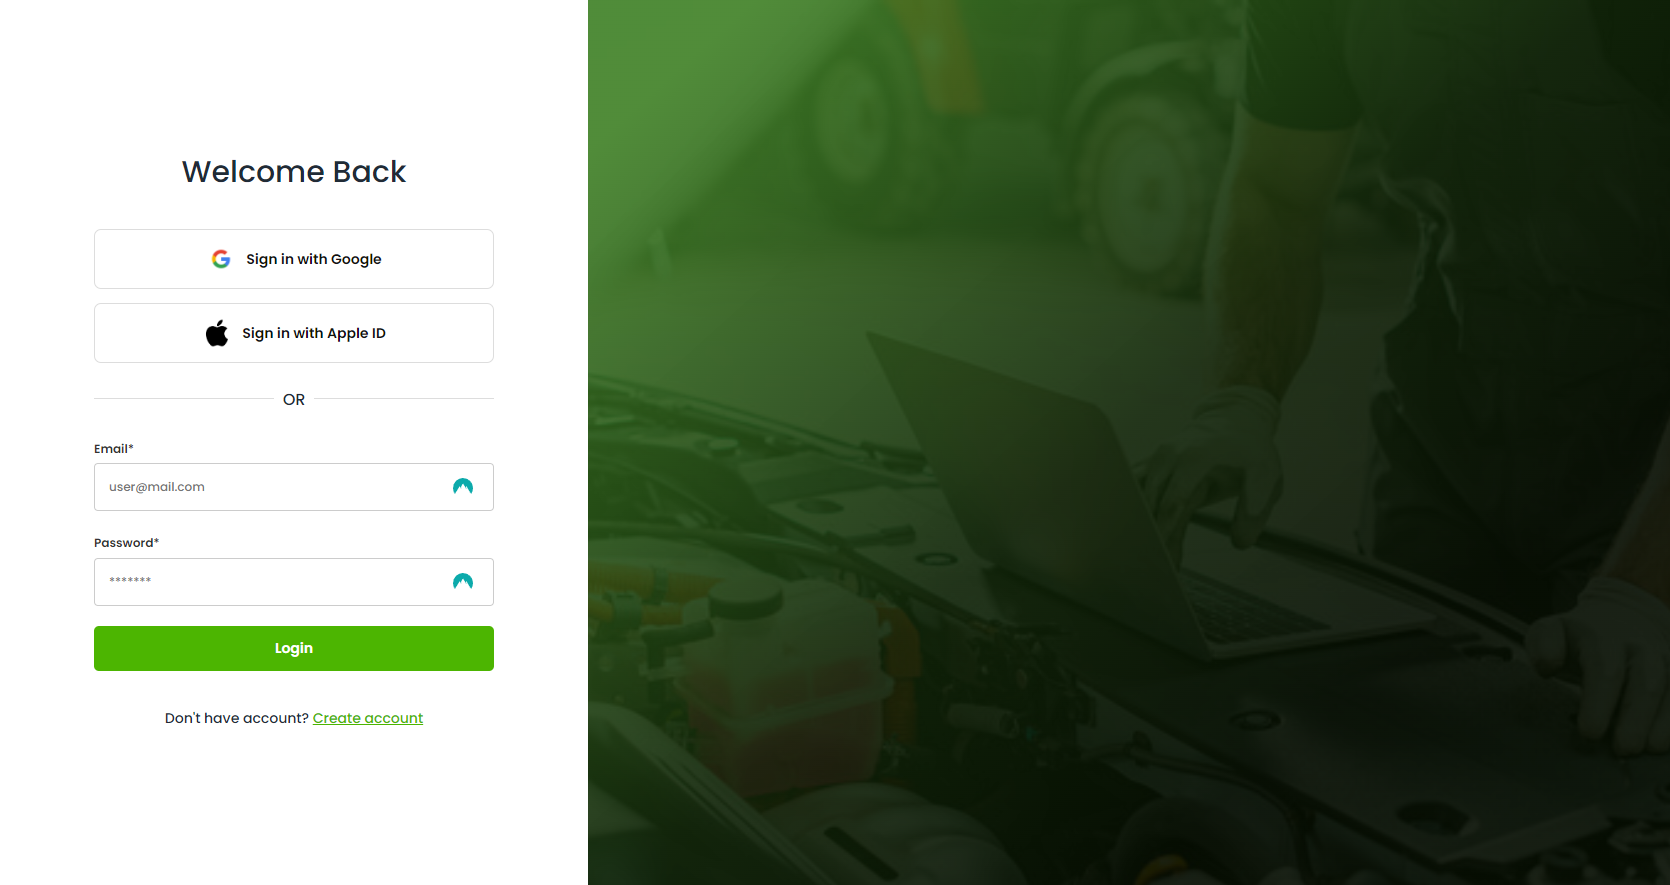 Welcome Back
Sign in with Google
Sign in with Apple ID
OR
Email*
user@mail.com
Password*
*******
Login
Don't have account? Create account